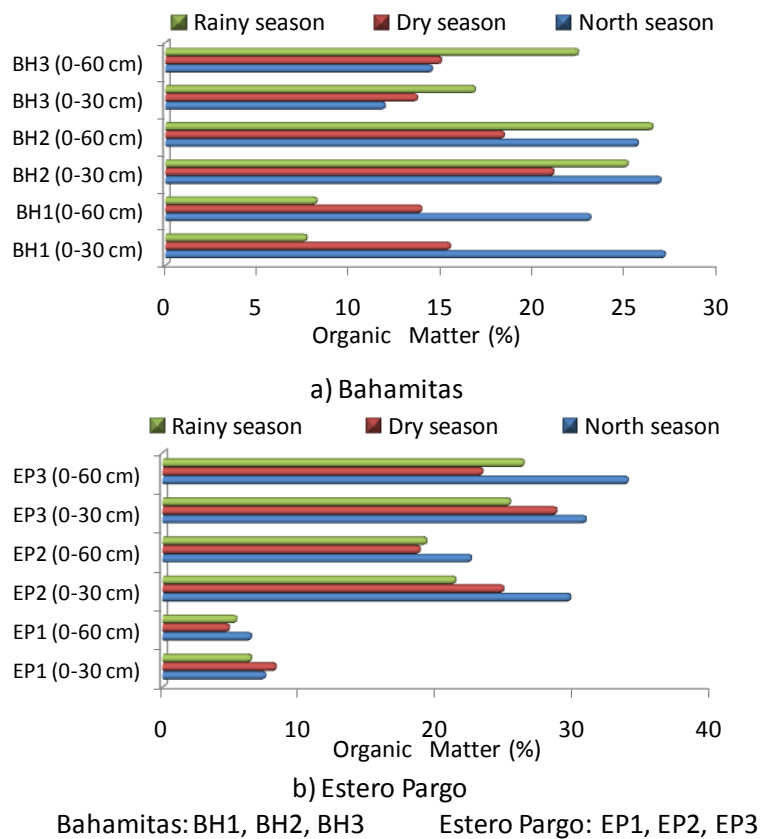 Rainy season Dry season North season
BH3 (0-60 cm)
BH3 (0-30 cm)
BH2 (0-60 cm)
BH2 (0-30 cm)
BH1(0-60 cm)
BH1 (0-30 cm)
0 5 10 15 20 25 30
Organic Matter (%)
a) Bahamitas
Rainy season Dry season North season
EP3 (0-60 cm)
EP3 (0-30 cm)
EP2 (0-60 cm)
EP2 (0-30 cm)
EP1 (0-60 cm)
EP1 (0-30 cm)
0 10 20 30 40
Organic Matter (%)
b) Estero Pargo
Bahamitas: BH1, BH2, BH3 Estero Pargo: EP1, EP2, EP3